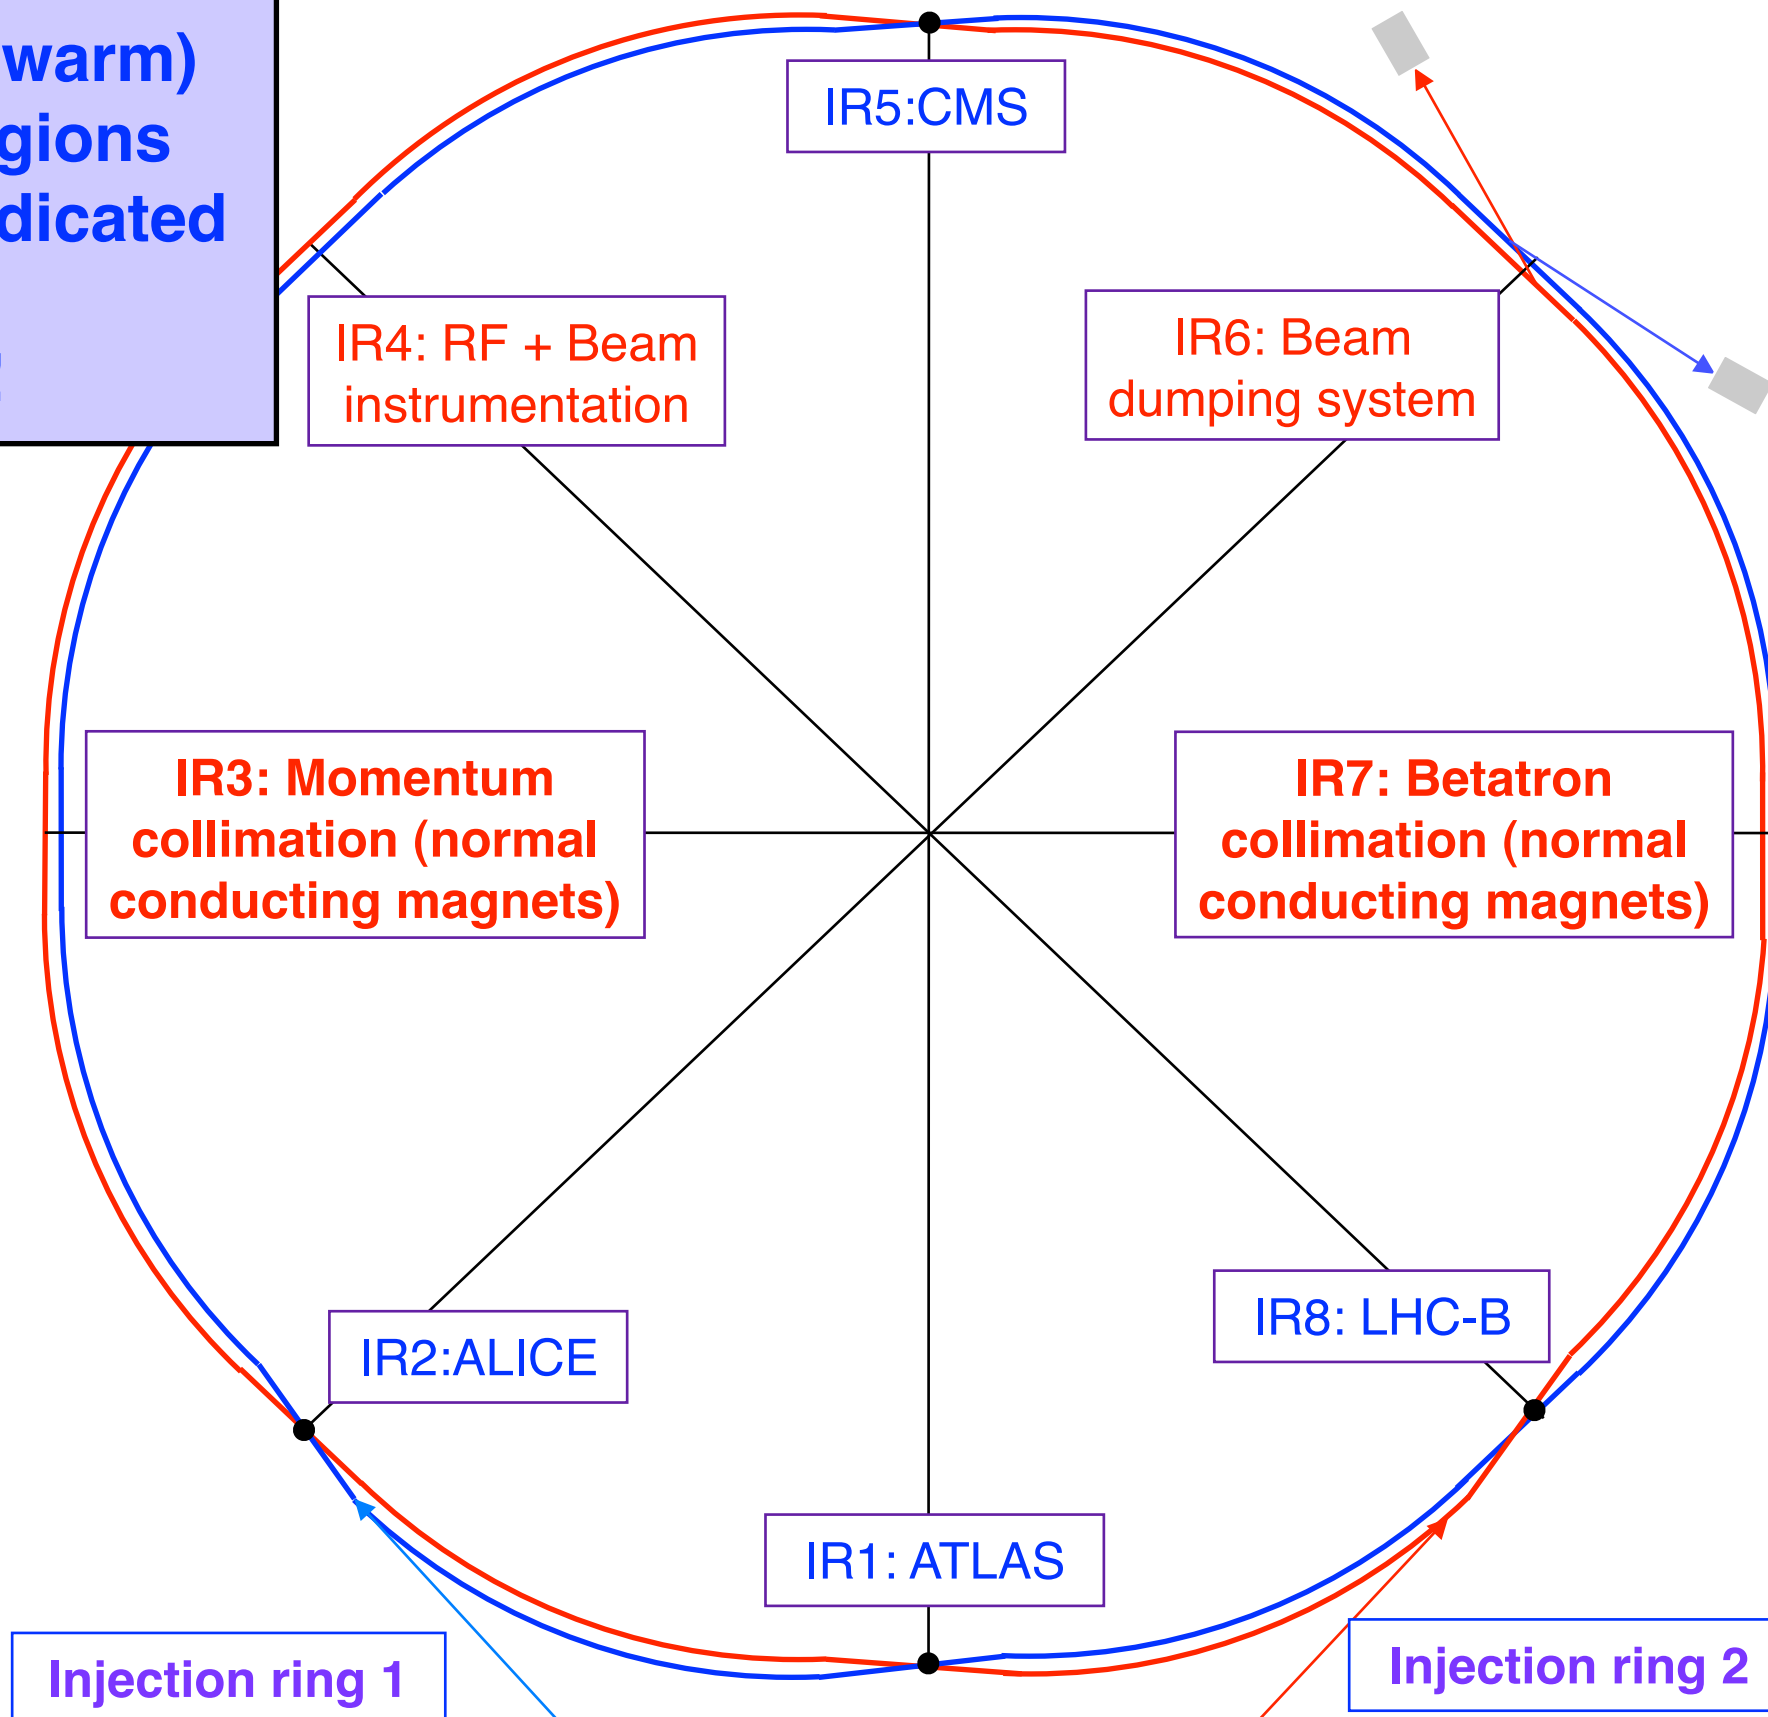 warm)
gions
dicated
IR5:CMS
IR4: RF + Beam
instrumentation
IR6: Beam
dumping system
IR3: Momentum
collimation (normal
conducting magnets)
IR7: Betatron
collimation (normal
conducting magnets)
IR2:ALICE
IR8: LHC-B
IR1: ATLAS
Injection ring 1
Injection ring 2